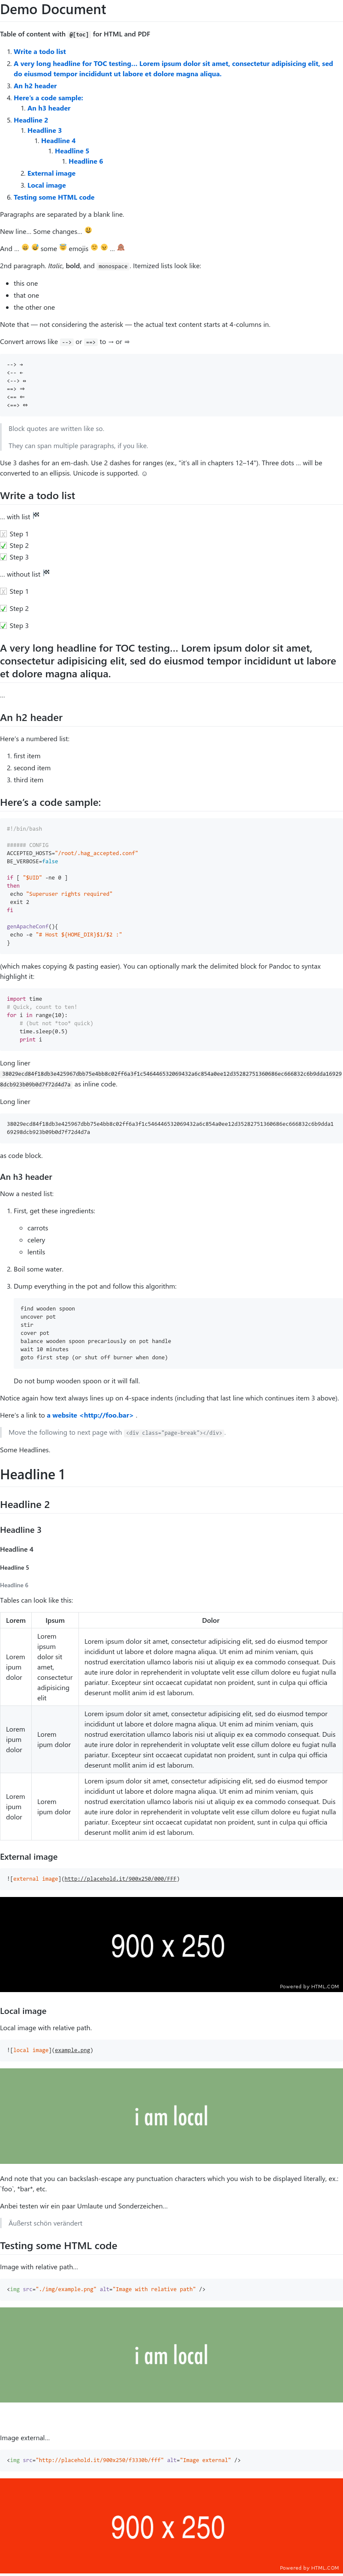 Demo Document
Table of content with @[toc] for HTML and PDF
1. Write a todo list
2. A very long headline for TOC testing… Lorem ipsum dolor sit amet, consectetur adipisicing elit, sed
do eiusmod tempor incididunt ut labore et dolore magna aliqua.
3. An h2 header
4. Here's a code sample:
1. An h3 header
5. Headline 2
1. Headline 3
1. Headline 4
1. Headline 5
1. Headline 6
2. External image
3. Local image
6. Testing some HTML code
Paragraphs are separated by a blank line.
New line… Some changes… 😃
And … 😄 😅 some 😇 emojis 🙂 😠 … 🙈
2nd paragraph. Italic, bold, and monospace. Itemized lists look like:
• this one
• that one
• the other one
Note that — not considering the asterisk — the actual text content starts at 4-columns in.
Convert arrows like --> or ==> to → or ⇒
--> →
<-- ←
<--> ↔
==> ⇒
<== ⇐
<==> ⇔
Block quotes are written like so.
They can span multiple paragraphs, if you like.
Use 3 dashes for an em-dash. Use 2 dashes for ranges (ex., "it's all in chapters 12–14"). Three dots … will be
converted to an ellipsis. Unicode is supported. ☺
Write a todo list
… with list 🏁
Step 1
Step 2
Step 3
… without list 🏁
Step 1
Step 2
Step 3
A very long headline for TOC testing… Lorem ipsum dolor sit amet,
consectetur adipisicing elit, sed do eiusmod tempor incididunt ut labore
et dolore magna aliqua.
…
An h2 header
Here's a numbered list:
1. first item
2. second item
3. third item
Here's a code sample:
#!/bin/bash
###### CONFIG
ACCEPTED_HOSTS="/root/.hag_accepted.conf"
BE_VERBOSE=false
if [ "$UID" -ne 0 ]
then
echo "Superuser rights required"
exit 2
fi
genApacheConf(){
echo -e "# Host ${HOME_DIR}$1/$2 :"
}
(which makes copying & pasting easier). You can optionally mark the delimited block for Pandoc to syntax
highlight it:
import time
# Quick, count to ten!
for i in range(10):
# (but not *too* quick)
time.sleep(0.5)
print i
Long liner
as inline code.
Long liner
as code block.
An h3 header
Now a nested list:
1. First, get these ingredients:
◦ carrots
◦ celery
◦ lentils
2. Boil some water.
3. Dump everything in the pot and follow this algorithm:
find wooden spoon
uncover pot
stir
cover pot
balance wooden spoon precariously on pot handle
wait 10 minutes
goto first step (or shut off burner when done)
Do not bump wooden spoon or it will fall.
Notice again how text always lines up on 4-space indents (including that last line which continues item 3 above).
Here's a link to a website <http://foo.bar> .
Move the following to next page with <div class="page-break"></div>.
Some Headlines.
Headline 1
Headline 2
Headline 3
Headline 4
Headline 5
Headline 6
Tables can look like this:
Lorem Ipsum Dolor
Lorem
ipum
dolor
Lorem
ipsum
dolor sit
amet,
consectetur
adipisicing
elit
Lorem ipsum dolor sit amet, consectetur adipisicing elit, sed do eiusmod tempor
incididunt ut labore et dolore magna aliqua. Ut enim ad minim veniam, quis
nostrud exercitation ullamco laboris nisi ut aliquip ex ea commodo consequat. Duis
aute irure dolor in reprehenderit in voluptate velit esse cillum dolore eu fugiat nulla
pariatur. Excepteur sint occaecat cupidatat non proident, sunt in culpa qui officia
deserunt mollit anim id est laborum.
Lorem
ipum
dolor
Lorem
ipum dolor
Lorem ipsum dolor sit amet, consectetur adipisicing elit, sed do eiusmod tempor
incididunt ut labore et dolore magna aliqua. Ut enim ad minim veniam, quis
nostrud exercitation ullamco laboris nisi ut aliquip ex ea commodo consequat. Duis
aute irure dolor in reprehenderit in voluptate velit esse cillum dolore eu fugiat nulla
pariatur. Excepteur sint occaecat cupidatat non proident, sunt in culpa qui officia
deserunt mollit anim id est laborum.
Lorem
ipum
dolor
Lorem
ipum dolor
Lorem ipsum dolor sit amet, consectetur adipisicing elit, sed do eiusmod tempor
incididunt ut labore et dolore magna aliqua. Ut enim ad minim veniam, quis
nostrud exercitation ullamco laboris nisi ut aliquip ex ea commodo consequat. Duis
aute irure dolor in reprehenderit in voluptate velit esse cillum dolore eu fugiat nulla
pariatur. Excepteur sint occaecat cupidatat non proident, sunt in culpa qui officia
deserunt mollit anim id est laborum.
External image
![external image](http://placehold.it/900x250/000/FFF)
900 x 250
Powered by HTML.COM
Local image
Local image with relative path.
![local image](example.png)
i am local
And note that you can backslash-escape any punctuation characters which you wish to be displayed literally, ex.:
`foo`, *bar*, etc.
Anbei testen wir ein paar Umlaute und Sonderzeichen…
Äußerst schön verändert
Testing some HTML code
Image with relative path…
<img src="./img/example.png" alt="Image with relative path" />
i am local
Image external…
<img src="http://placehold.it/900x250/f3330b/fff" alt="Image external" />
900 x 250
Powered by HTML.COM